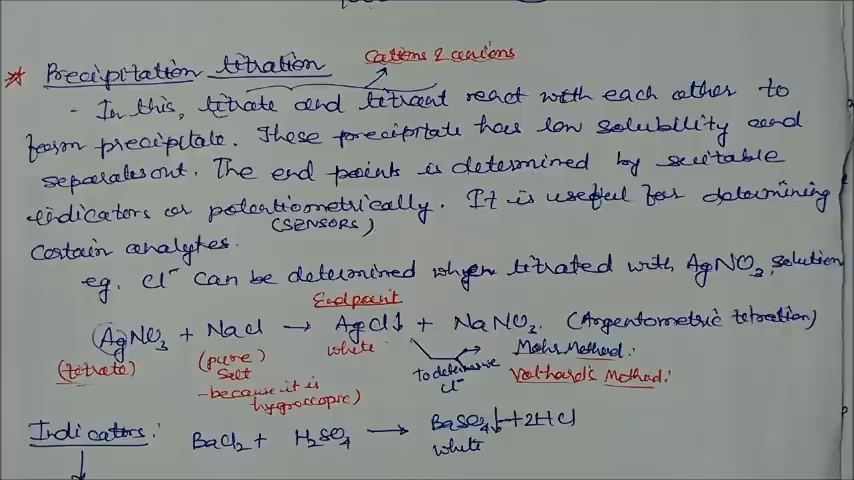 Cations & anions
* Precipitation titration
- In this, titrate and titrant react with each other to
form precipitate. These precipitate has low solubility and
separates out. The end points is determined by suitable
indicators or potentiometrically. It is useful for determining
(SENSORS)
certain analytes.
eg. Cl⁻ can be determined when titrated with AgNO3 solution
Endpoint
AgNO3 + NaCl → AgCl↓ + NaNO3. (Argentometric titration)
(titrate) (pure) white Mohrs Method.
Salt To determine Volhard's Method.
-because it is Cl⁻
hygroscopic)
Indicators: BaCl2 + H2SO4 → BaSO4↓ + 2HCl
white